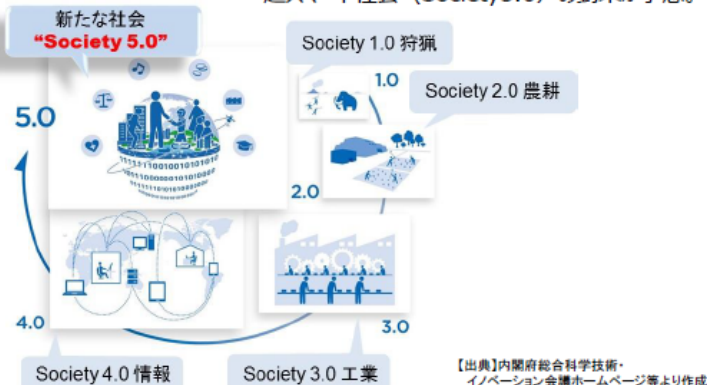 新たな社会
“Society 5.0”
Society 1.0 狩猟
1.0
Society 2.0 農耕
5.0
2.0
4.0
3.0
Society 4.0 情報
Society 3.0 工業
【出典】内閣府総合科学技術・
イノベーション会議ホームページ等より作成